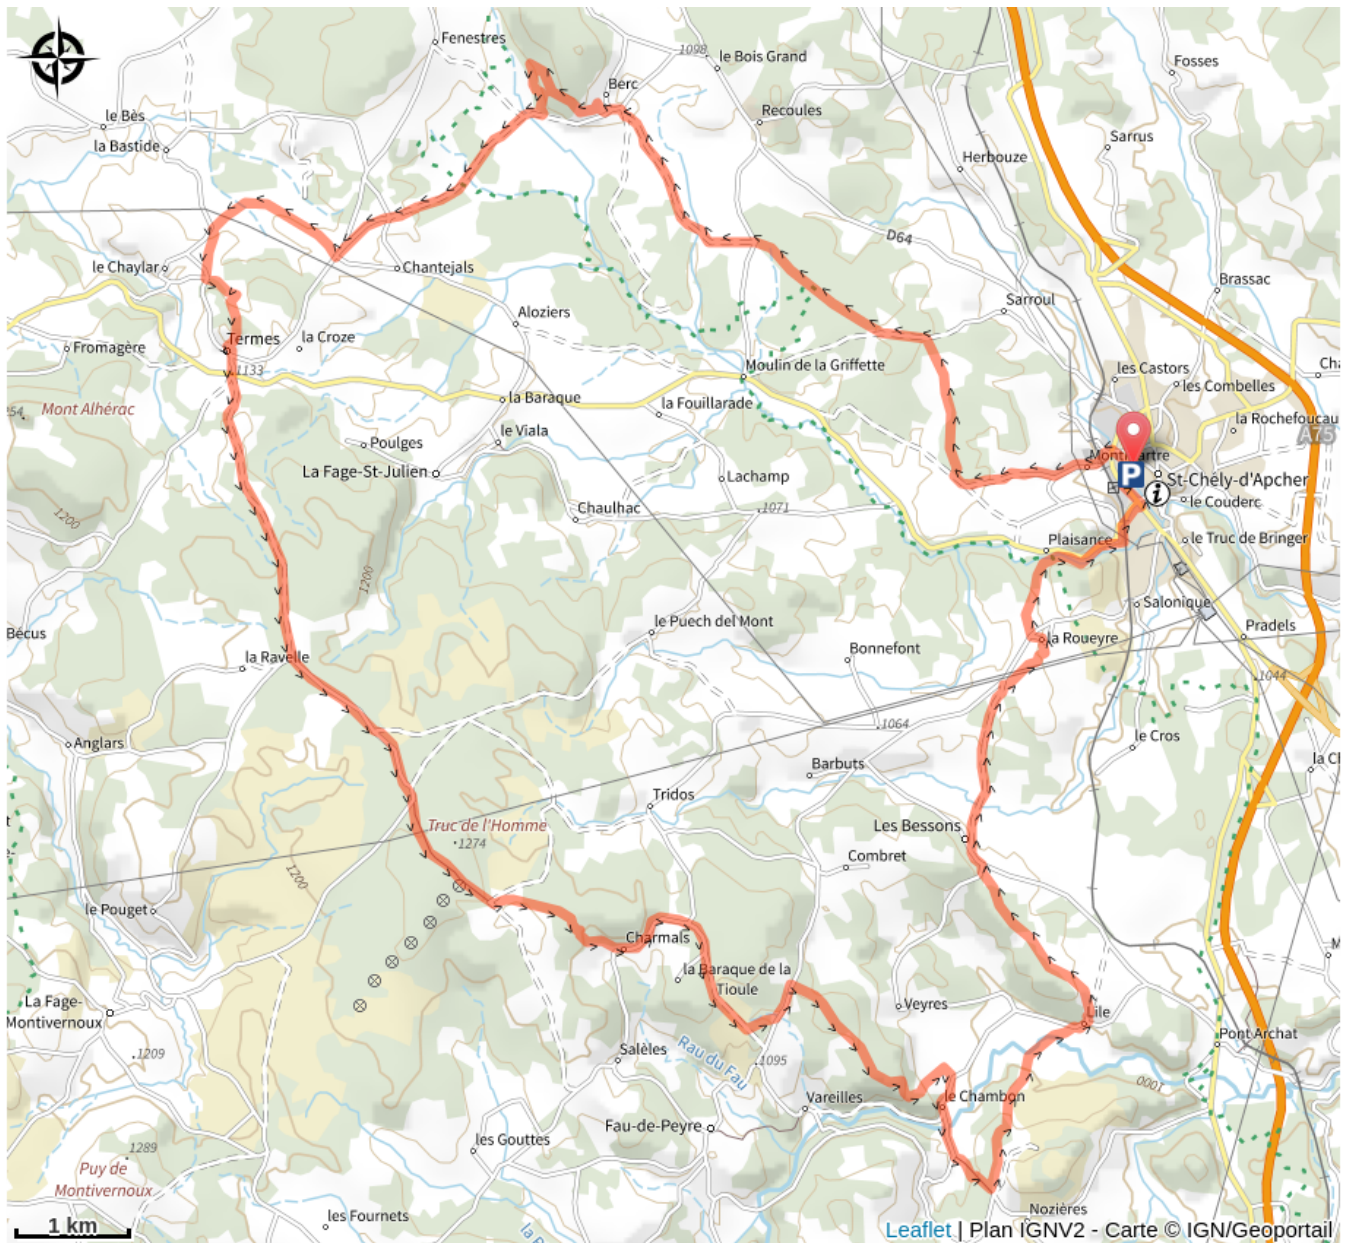 Fenestres
1098
le Bois Grand
Fosses
Berc
le Bès
Recoules
Sarrus
la Bastide
Herbouze
D64
le Chaylar
Chantejals
Brassac
Sarroul
Aloziers
Termes
la Croze
Fromagère
1133
Moulin de la Griffette
les Castors
les Combelles
Mont Alhérac
la Baraque
la Fouillarade
la Rochefoucau
A75
Poulges
le Viala
Montmartre
P
La Fage-St-Julien
Lachamp
St-Chély-d'Apcher
i
le Couderc
1200
Chaulhac
1071
Plaisance
le Truc de Bringer
1200
Salonique
Bécus
le Puech del Mont
Pradels
la Roueyre
Bonnefont
la Ravelle
1044
1064
le Cros
Anglars
Barbuts
Tridos
Truc de l'Homme
1274
Les Bessons
Combret
1200
le Pouget
Charmals
la Baraque de la
Tioule
La Fage-
Montivernoux
Veyres
Lile
Pont Archat
1209
Salèles
Rau du Fau
1095
1000
Vareilles
le Chambon
Fau-de-Peyre
les Gouttes
1289
Puy de
Montivernoux
les Fournets
Nozières
1 km
Leaflet | Plan IGNV2 - Carte © IGN/Geoportail